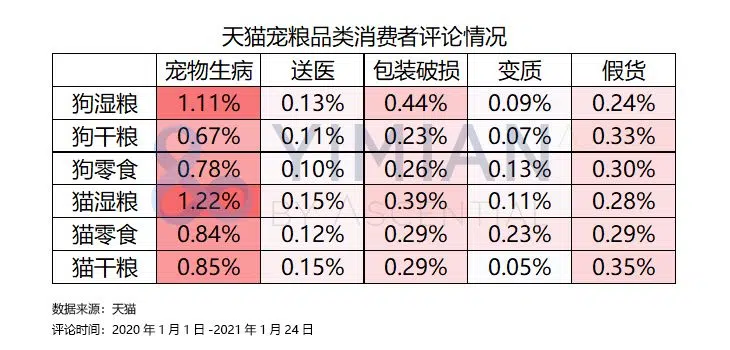 天猫宠粮品类消费者评论情况
宠物生病 送医 包装破损 变质 假货
狗湿粮 1.11% 0.13% 0.44% 0.09% 0.24%
狗干粮 0.67% 0.11% 0.23% 0.07% 0.33%
狗零食 0.78% 0.10% 0.26% 0.13% 0.30%
猫湿粮 1.22% 0.15% 0.39% 0.11% 0.28%
猫零食 0.84% 0.12% 0.29% 0.23% 0.29%
猫干粮 0.85% 0.15% 0.29% 0.05% 0.35%
YIMIAN
BY ASCENTIAL
数据来源：天猫
评论时间：2020 年 1 月 1 日 -2021 年 1 月 24 日